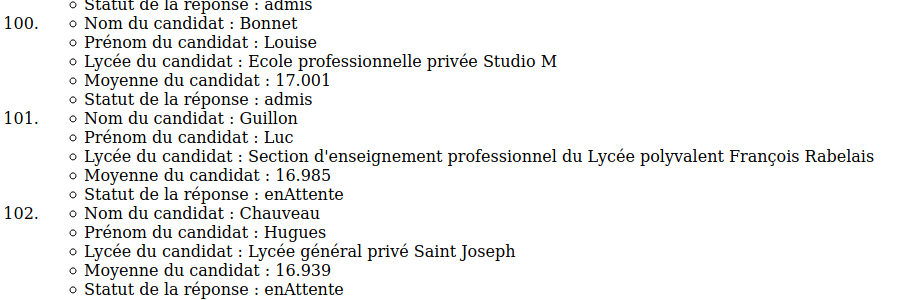 Statut de la réponse : admis
100. Nom du candidat : Bonnet
Prénom du candidat : Louise
Lycée du candidat : Ecole professionnelle privée Studio M
Moyenne du candidat : 17.001
Statut de la réponse : admis
101. Nom du candidat : Guillon
Prénom du candidat : Luc
Lycée du candidat : Section d'enseignement professionnel du Lycée polyvalent François Rabelais
Moyenne du candidat : 16.985
Statut de la réponse : enAttente
102. Nom du candidat : Chauveau
Prénom du candidat : Hugues
Lycée du candidat : Lycée général privé Saint Joseph
Moyenne du candidat : 16.939
Statut de la réponse : enAttente